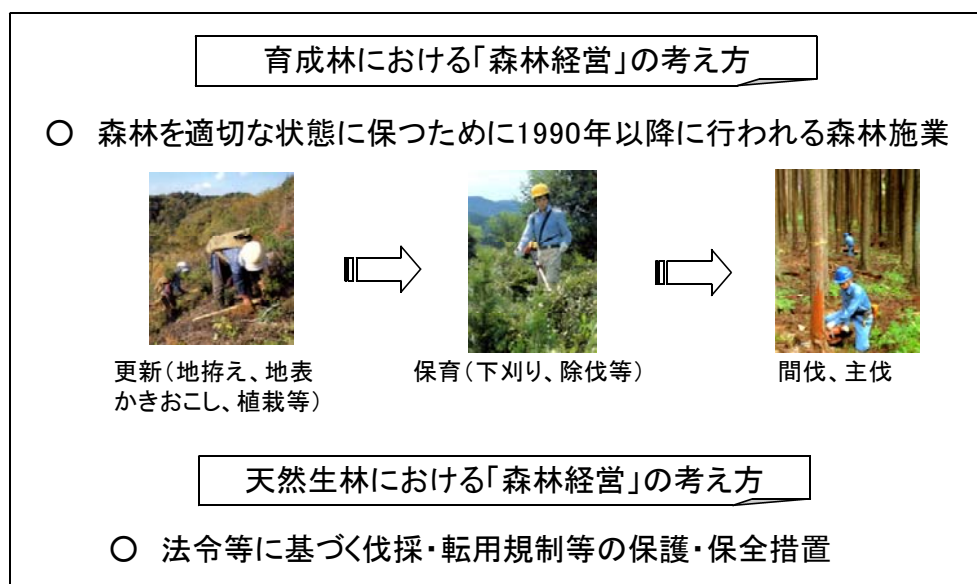 育成林における「森林経営」の考え方
○ 森林を適切な状態に保つために1990年以降に行われる森林施業
更新(地拵え、地表
かきおこし、植栽等)
保育(下刈り、除伐等)
間伐、主伐
天然生林における「森林経営」の考え方
○ 法令等に基づく伐採・転用規制等の保護・保全措置